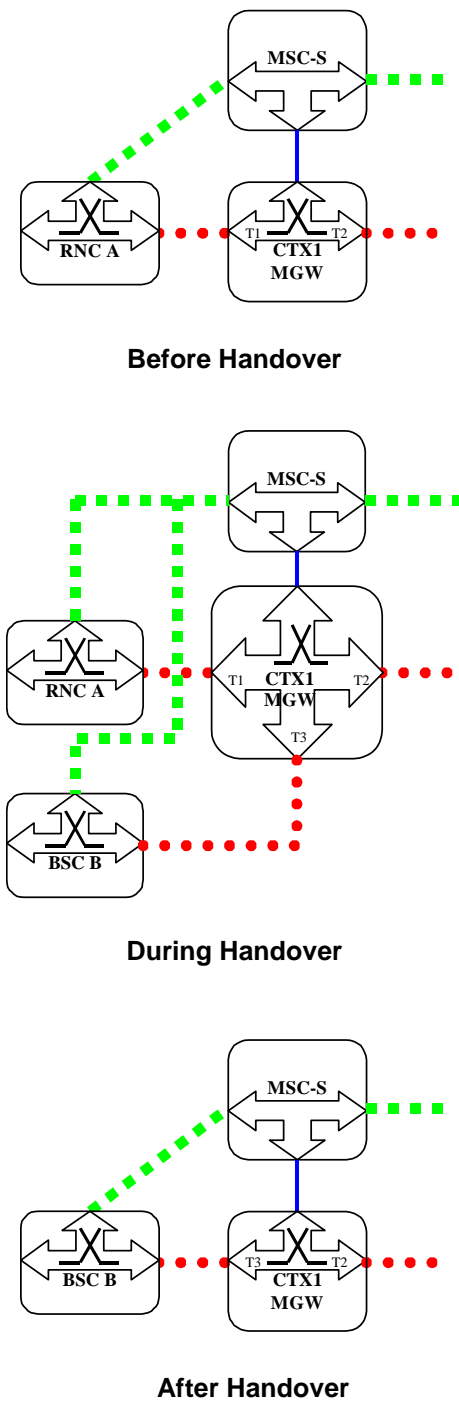 MSC-S
RNC A
T1
T2
CTX1
MGW
Before Handover
MSC-S
RNC A
T1
CTX1
MGW
T2
T3
BSC B
During Handover
MSC-S
BSC B
T3
T2
CTX1
MGW
After Handover